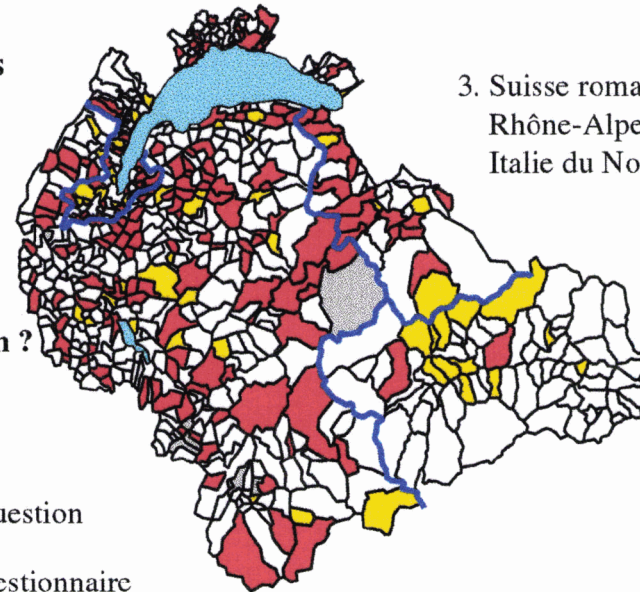 s
3. Suisse roma
Rhône-Alpe
Italie du No
n ?
uestion
estionnaire